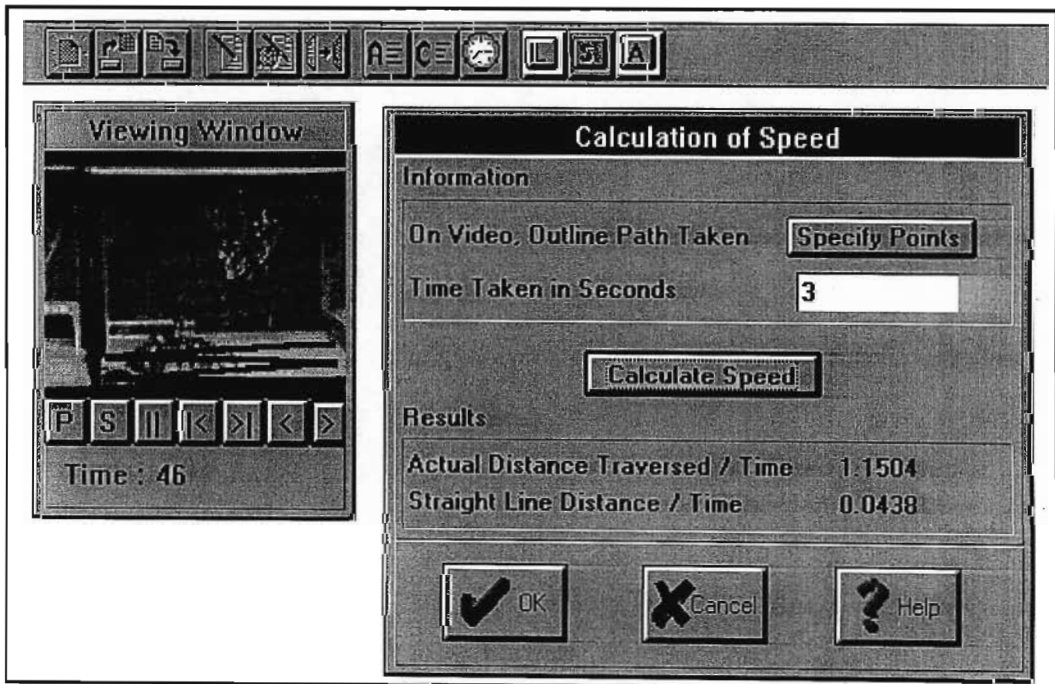 A C L S A
Viewing Window
P S || |< >| < >
Time : 46
Calculation of Speed
Information
On Video, Outline Path Taken Specify Points
Time Taken in Seconds 3
Calculate Speed
Results
Actual Distance Traversed / Time 1.1504
Straight Line Distance / Time 0.0438
OK Cancel Help